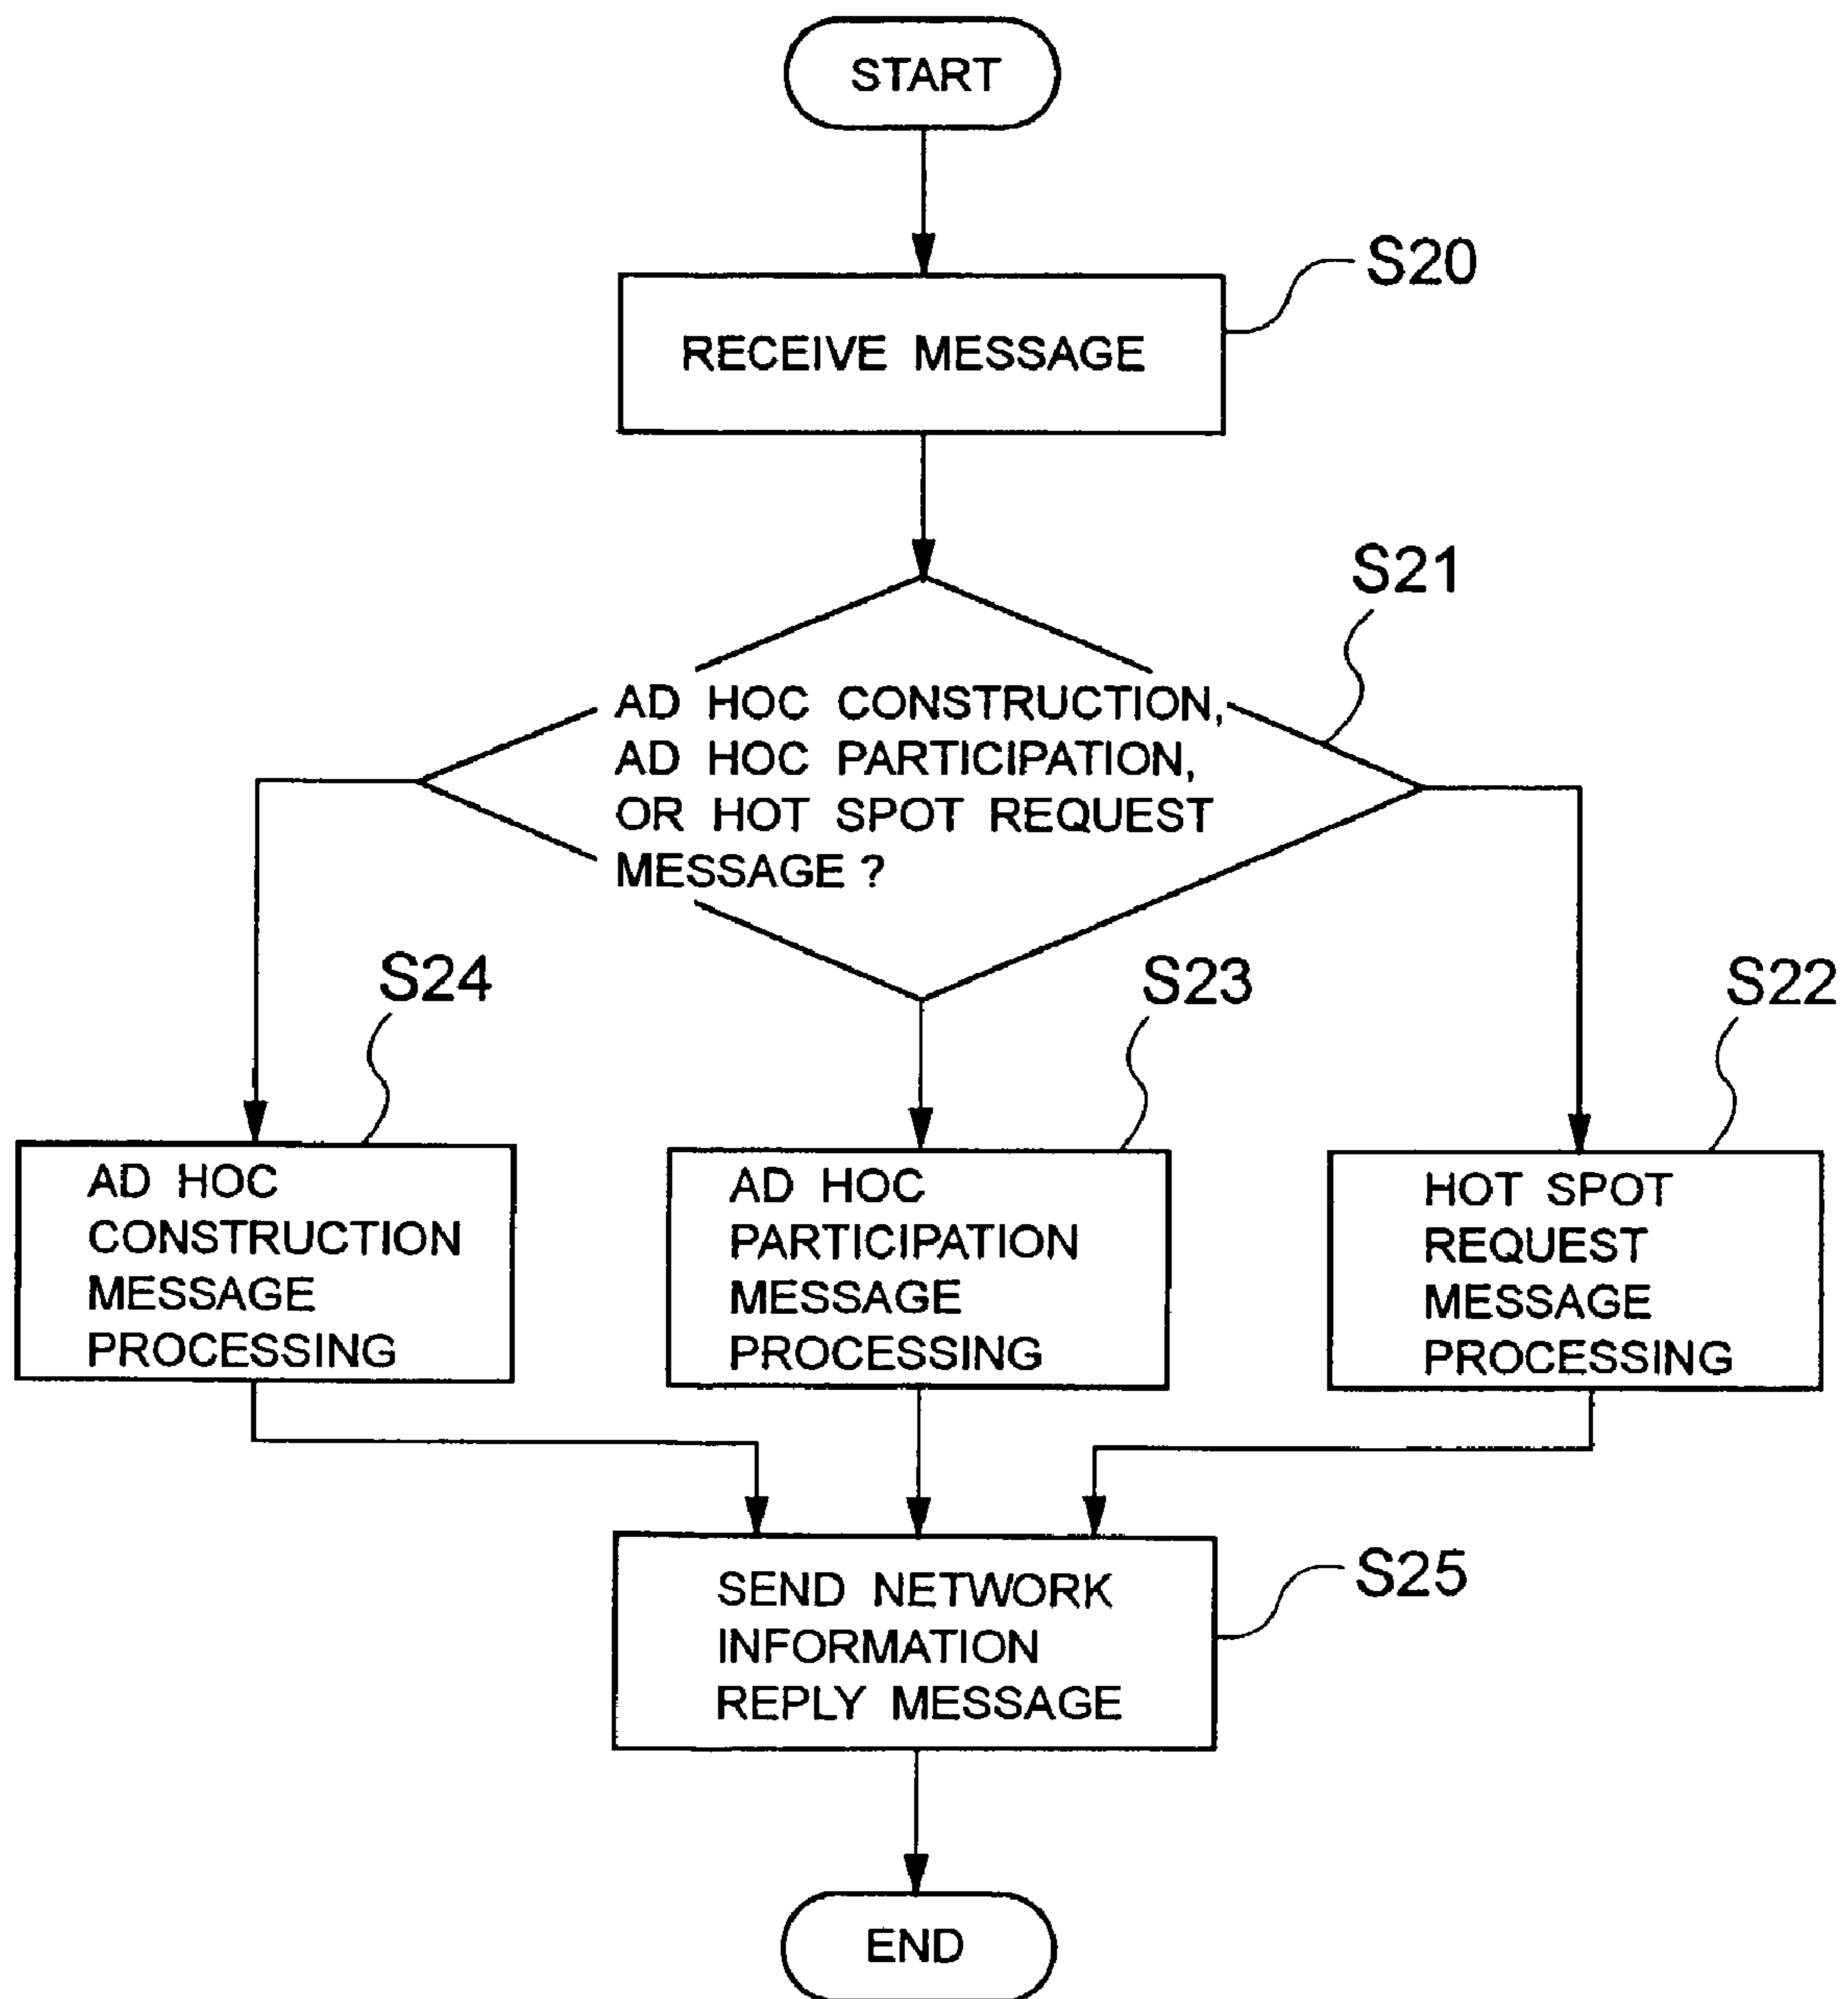 START
S20
RECEIVE MESSAGE
S21
AD HOC CONSTRUCTION,
AD HOC PARTICIPATION,
OR HOT SPOT REQUEST
MESSAGE ?
S24
S23
S22
AD HOC
CONSTRUCTION
MESSAGE
PROCESSING
AD HOC
PARTICIPATION
MESSAGE
PROCESSING
HOT SPOT
REQUEST
MESSAGE
PROCESSING
SEND NETWORK
INFORMATION
REPLY MESSAGE
S25
END